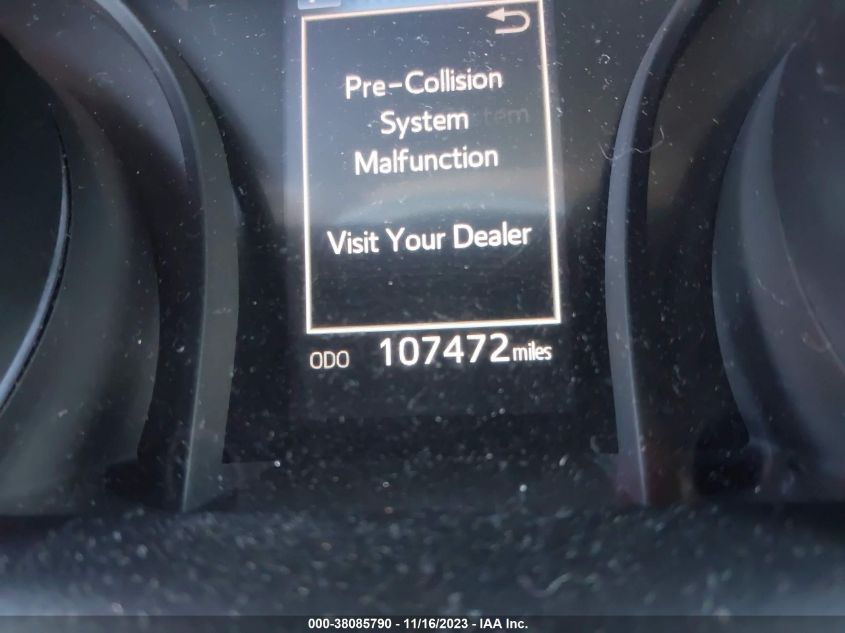 Pre-Collision
System
Malfunction
Visit Your Dealer
ODO 107472 miles
000-38085790 - 11/16/2023 - IAA Inc.